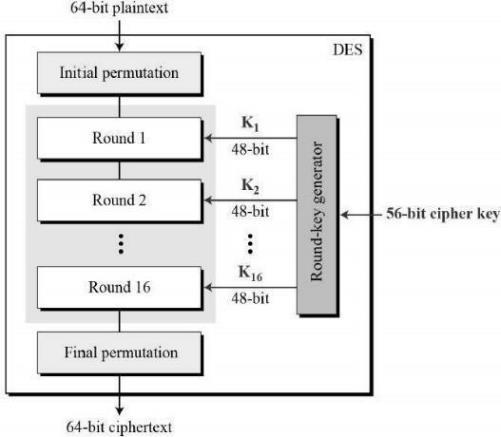 64-bit plaintext
DES
Initial permutation
Round 1
K1
48-bit
Round 2
K2
48-bit
Round 16
K16
48-bit
Round-key generator
56-bit cipher key
Final permutation
64-bit ciphertext